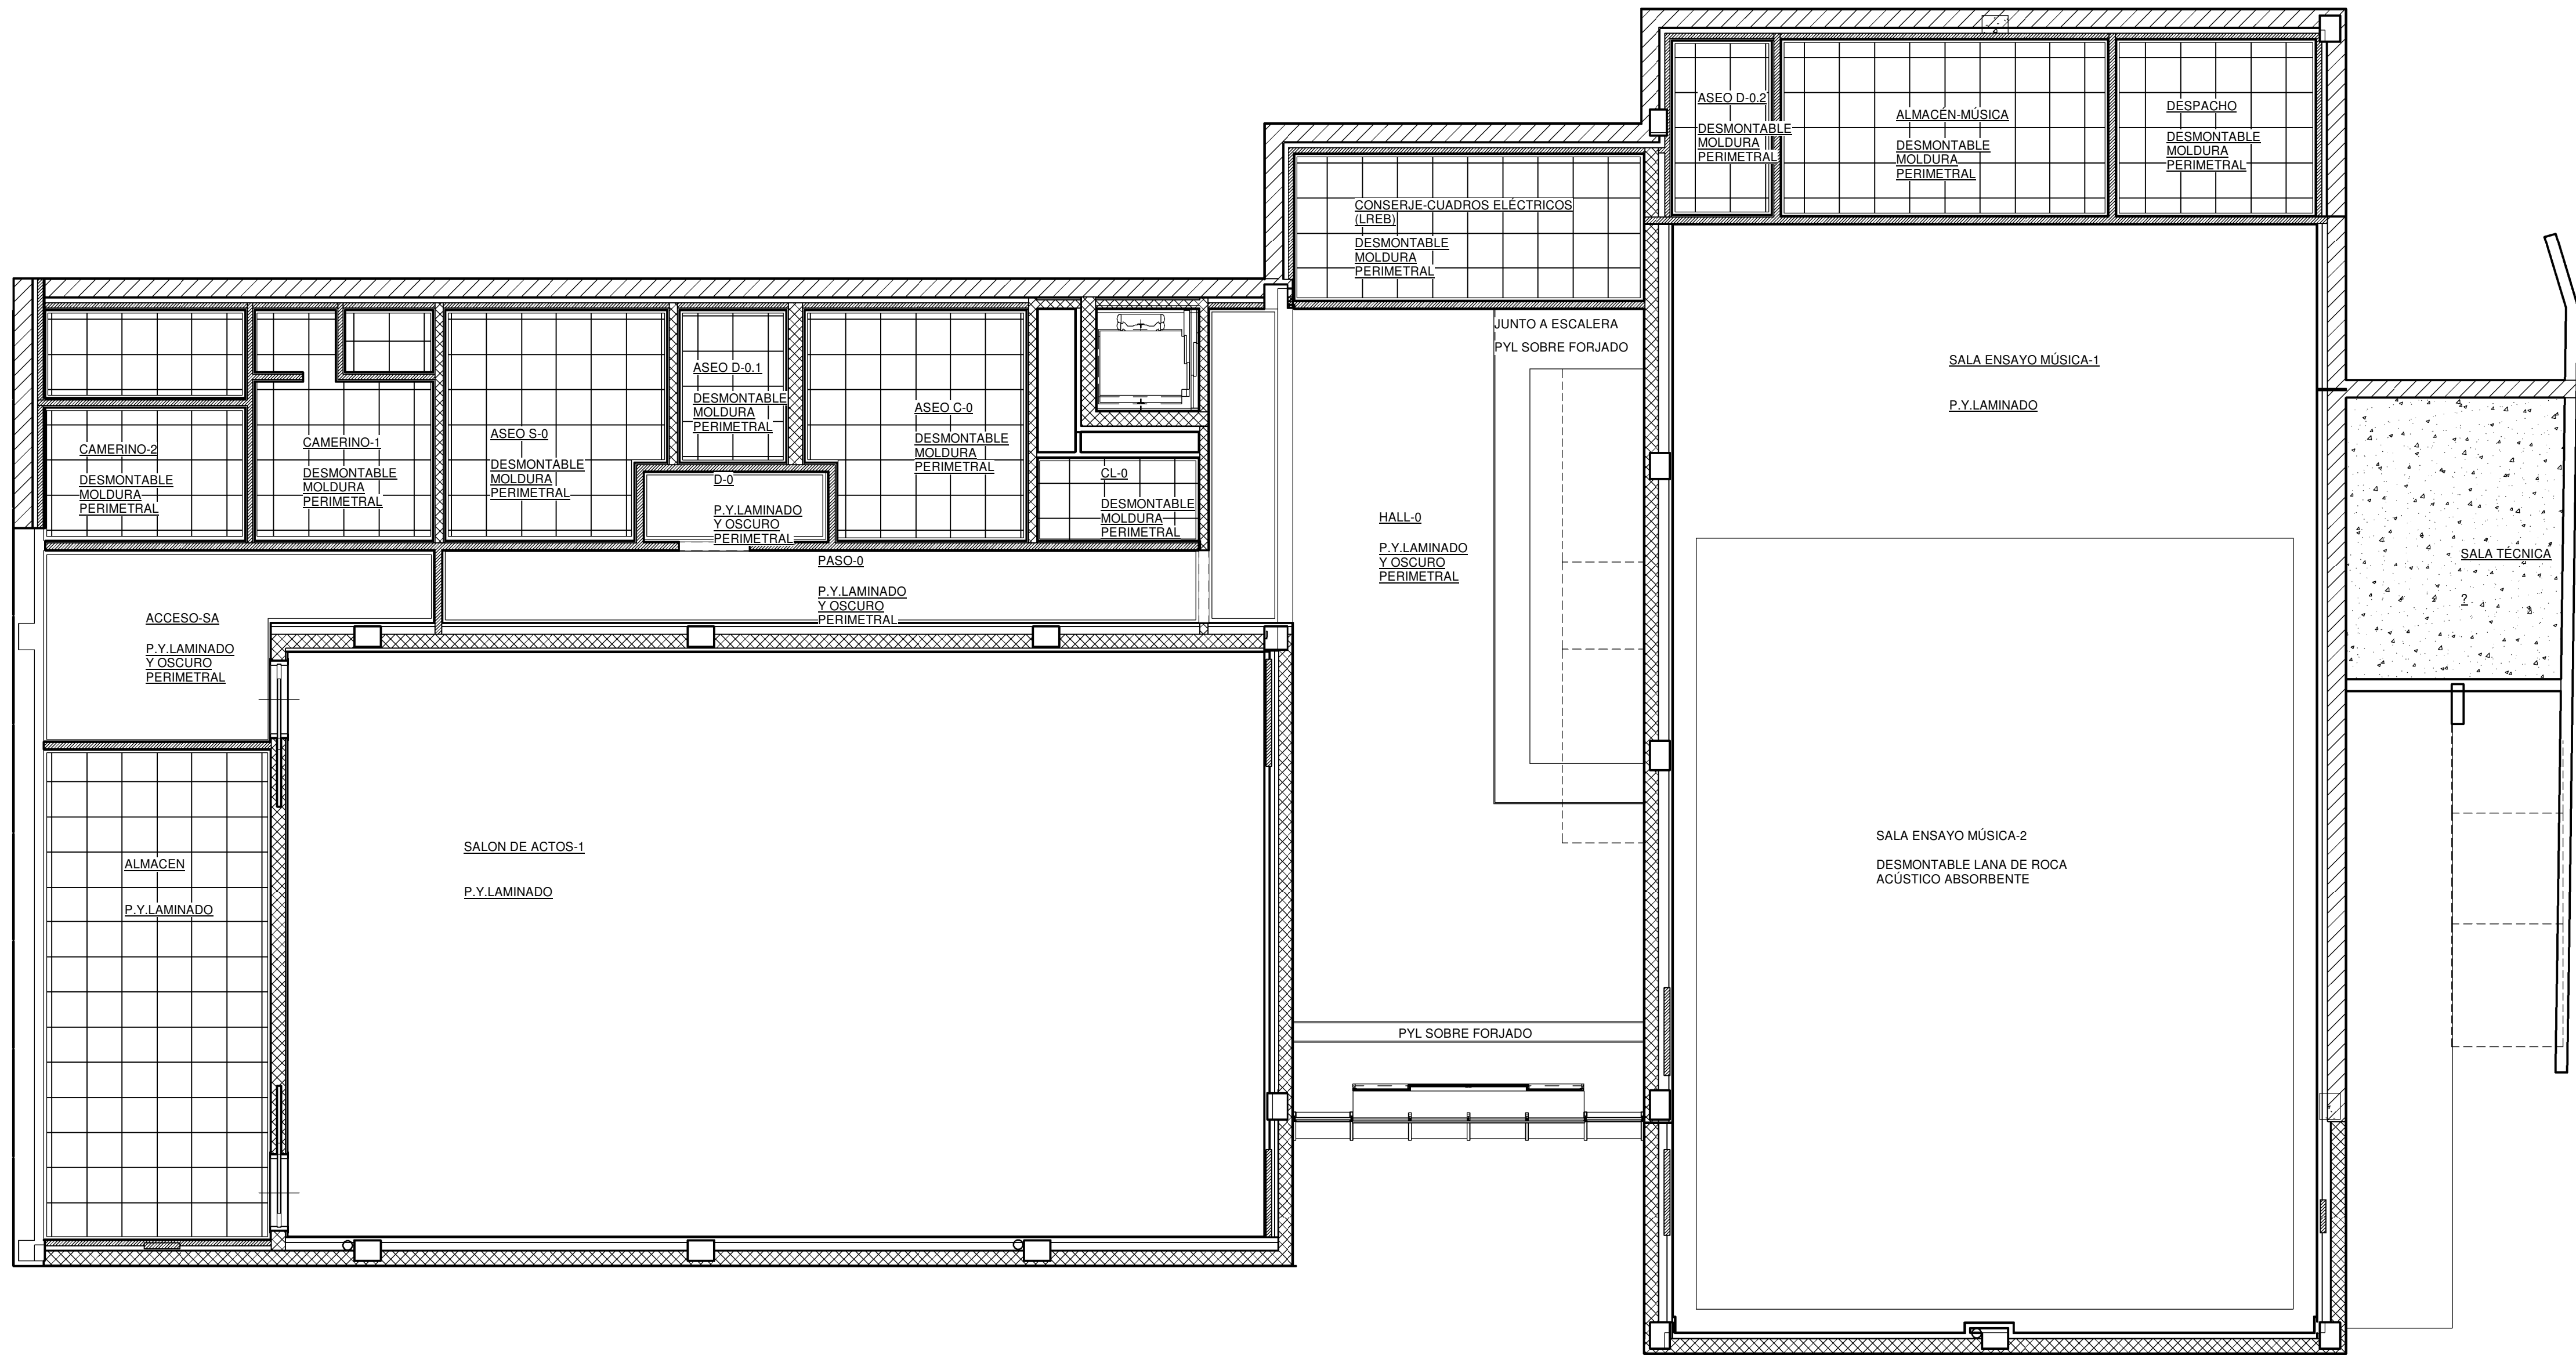 ASEO D-0.2
DESMONTABLE
MOLDURA
PERIMETRAL
ALMACÉN-MÚSICA
DESMONTABLE
MOLDURA
PERIMETRAL
DESPACHO
DESMONTABLE
MOLDURA
PERIMETRAL
CONSERJE-CUADROS ELÉCTRICOS
(LREB)
DESMONTABLE
MOLDURA
PERIMETRAL
JUNTO A ESCALERA
PYL SOBRE FORJADO
SALA ENSAYO MÚSICA-1
P.Y.LAMINADO
CAMERINO-2
DESMONTABLE
MOLDURA
PERIMETRAL
CAMERINO-1
DESMONTABLE
MOLDURA
PERIMETRAL
ASEO S-0
DESMONTABLE
MOLDURA
PERIMETRAL
ASEO D-0.1
DESMONTABLE
MOLDURA
PERIMETRAL
D-0
P.Y.LAMINADO
Y OSCURO
PERIMETRAL
ASEO C-0
DESMONTABLE
MOLDURA
PERIMETRAL
CL-0
DESMONTABLE
MOLDURA
PERIMETRAL
HALL-0
P.Y.LAMINADO
Y OSCURO
PERIMETRAL
SALA TÉCNICA
?
PASO-0
P.Y.LAMINADO
Y OSCURO
PERIMETRAL
ACCESO-SA
P.Y.LAMINADO
Y OSCURO
PERIMETRAL
ALMACEN
P.Y.LAMINADO
SALON DE ACTOS-1
P.Y.LAMINADO
SALA ENSAYO MÚSICA-2
DESMONTABLE LANA DE ROCA
ACÚSTICO ABSORBENTE
PYL SOBRE FORJADO